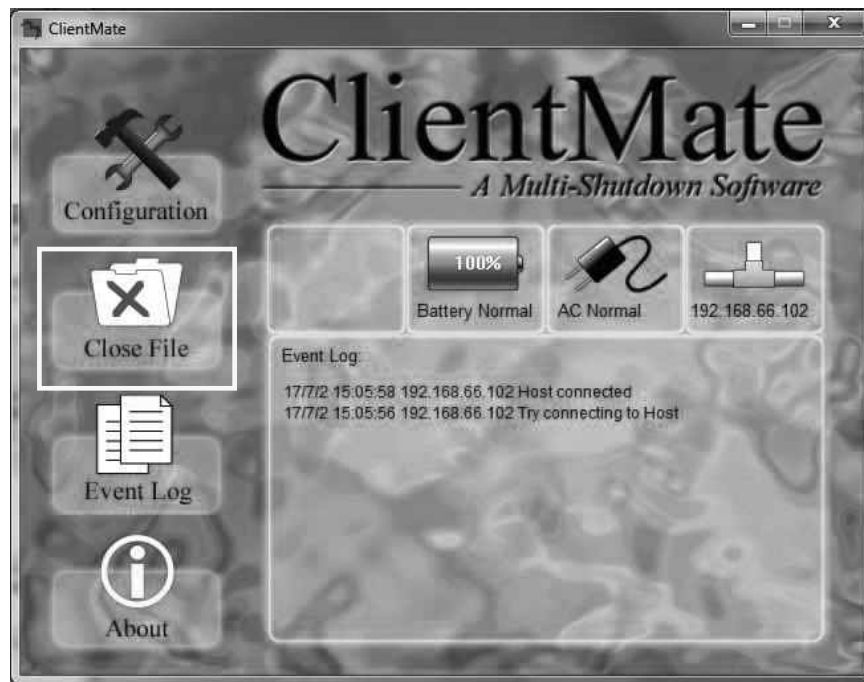 ClientMate
ClientMate
A Multi-Shutdown Software
Configuration
Close File
Event Log
About
100%
Battery Normal
AC Normal
192.168.66.102
Event Log:
17/7/2 15:05:58 192.168.66.102 Host connected
17/7/2 15:05:56 192.168.66.102 Try connecting to Host